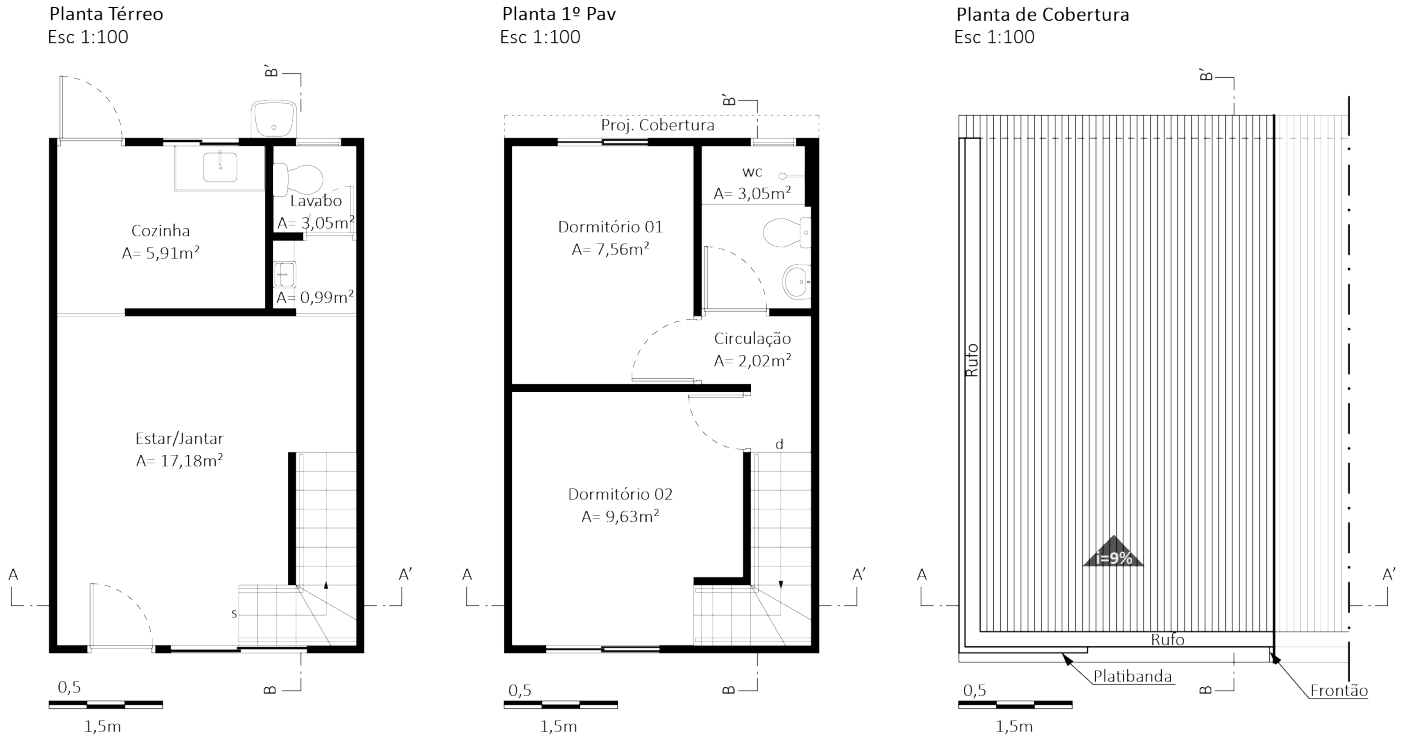 Planta Térreo
Esc 1:100
B'
Cozinha
A= 5,91m²
Lavabo
A= 3,05m²
A= 0,99m²
Estar/Jantar
A= 17,18m²
s
A
A'
B
0,5
1,5m
Planta 1º Pav
Esc 1:100
B'
Proj. Cobertura
wc
A= 3,05m²
Dormitório 01
A= 7,56m²
Circulação
A= 2,02m²
d
Dormitório 02
A= 9,63m²
A
A'
B
0,5
1,5m
Planta de Cobertura
Esc 1:100
B'
Rufo
i=9%
A
A'
Rufo
Platibanda
Frontão
B
0,5
1,5m